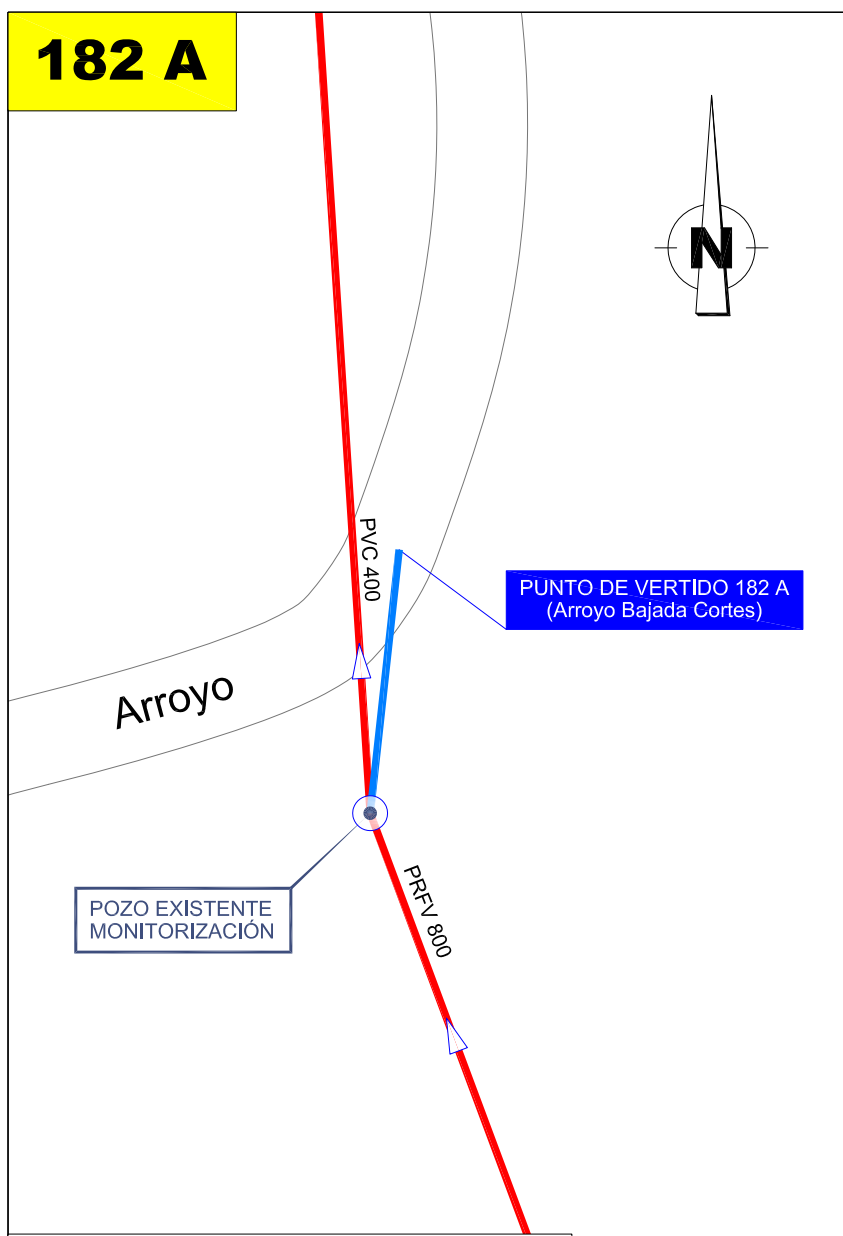 182 A
N
PVC 400
PUNTO DE VERTIDO 182 A
(Arroyo Bajada Cortes)
Arroyo
PRFV 800
POZO EXISTENTE
MONITORIZACIÓN